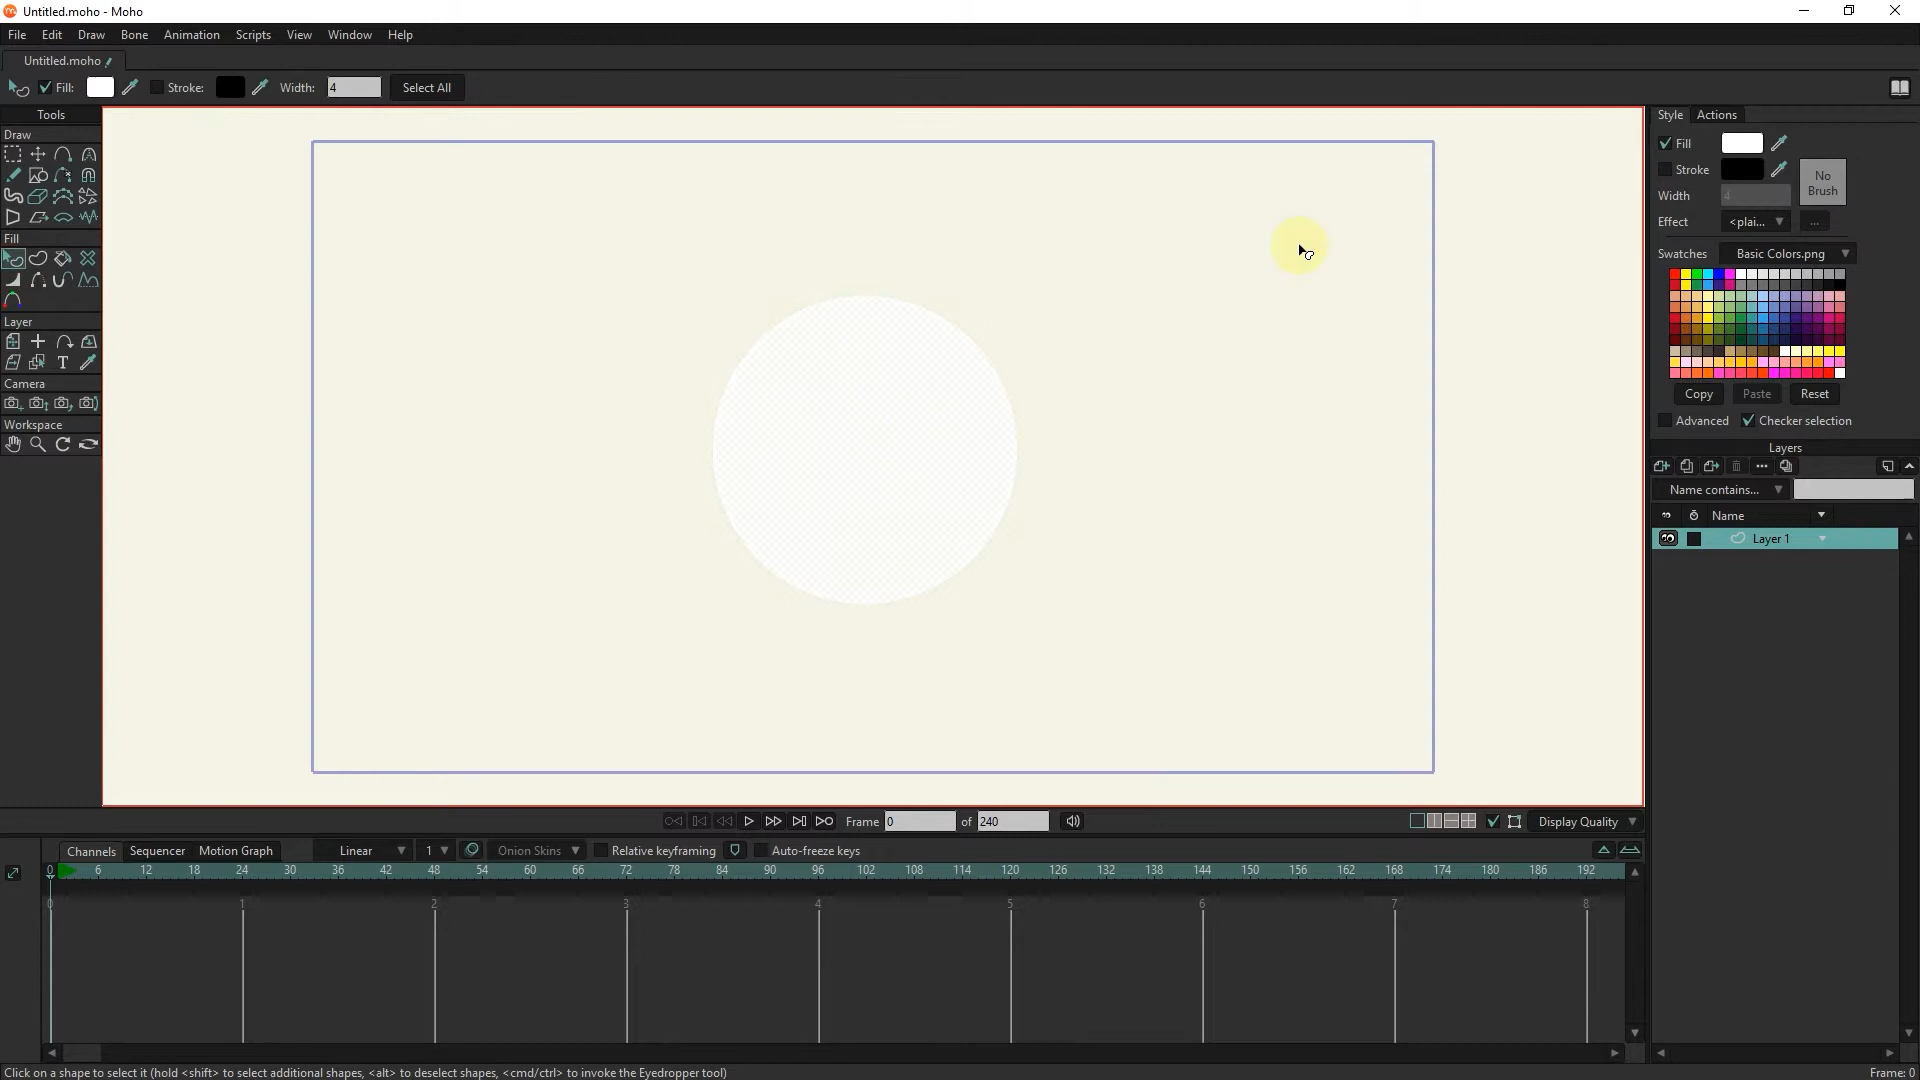 Untitled.moho - Moho
File Edit Draw Bone Animation Scripts View Window Help
Untitled.moho
Fill: Stroke: Width: 4 Select All
Tools
Draw
Fill
Layer
T
Camera
Workspace
Style Actions
Fill
Stroke
No
Brush
Width 4
Effect <plai... ...
Swatches Basic Colors.png
Copy Paste Reset
Advanced Checker selection
Layers
Name contains...
Name
Layer 1
Frame 0 of 240 Display Quality
Channels Sequencer Motion Graph Linear 1 Onion Skins Relative keyframing Auto-freeze keys
0 6 12 18 24 30 36 42 48 54 60 66 72 78 84 90 96 102 108 114 120 126 132 138 144 150 156 162 168 174 180 186 192
0 1 2 3 4 5 6 7 8
Click on a shape to select it (hold <shift> to select additional shapes, <alt> to deselect shapes, <cmd/ctrl> to invoke the Eyedropper tool) Frame: 0